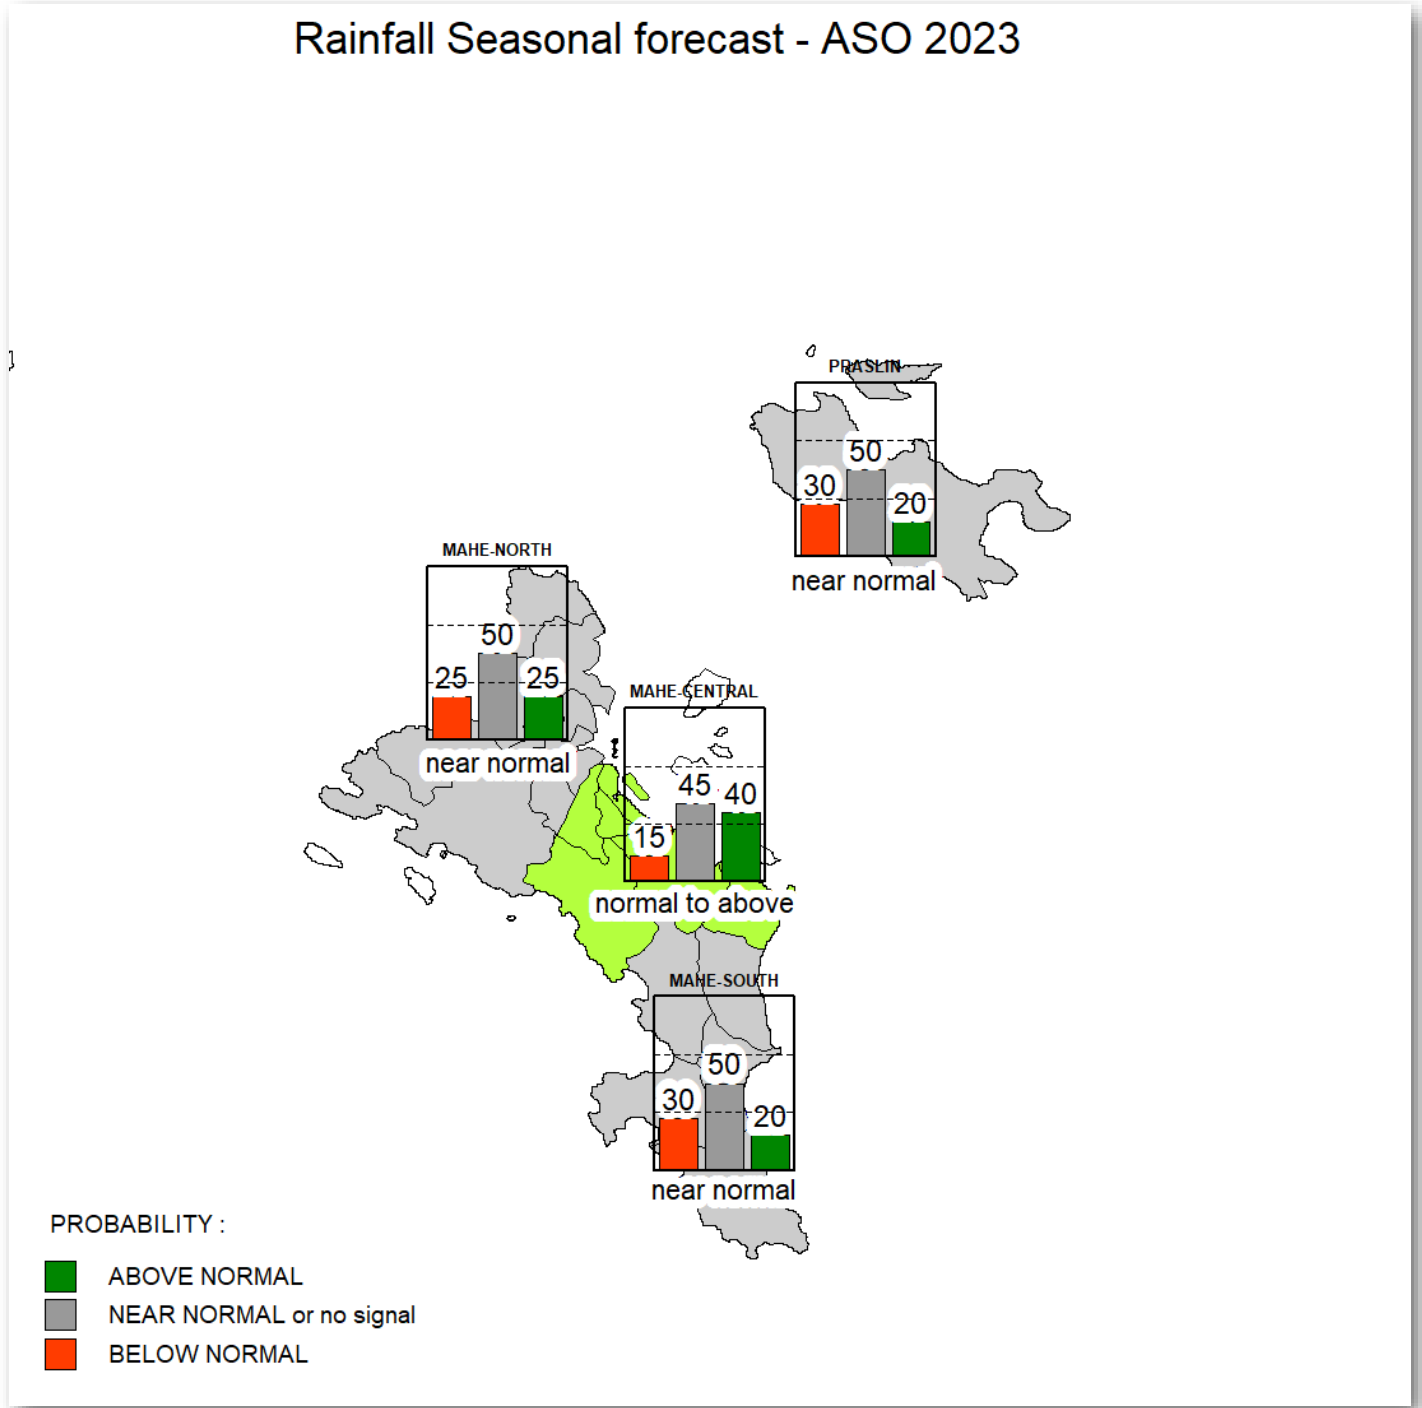 Rainfall Seasonal forecast - ASO 2023
PRASLIN
30
50
20
near normal
MAHE-NORTH
25
50
25
near normal
MAHE-CENTRAL
15
45
40
normal to above
MAHE-SOUTH
30
50
20
near normal
PROBABILITY :
ABOVE NORMAL
NEAR NORMAL or no signal
BELOW NORMAL